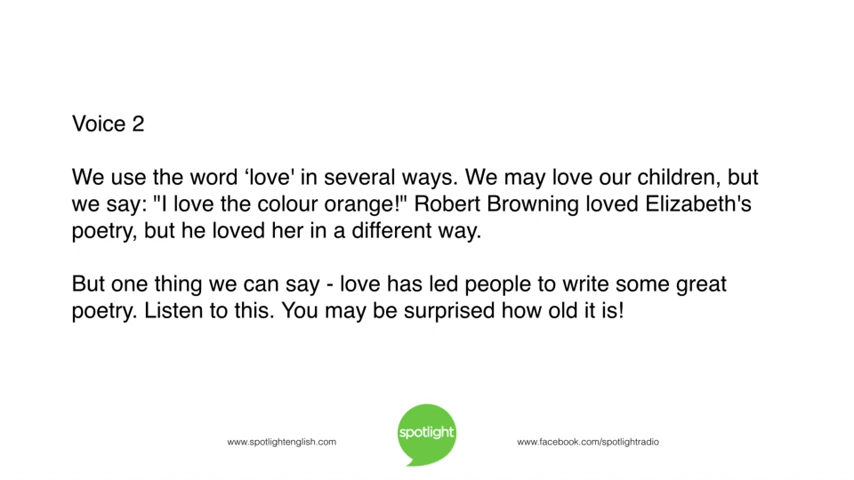 Voice 2
We use the word ‘love' in several ways. We may love our children, but
we say: "I love the colour orange!" Robert Browning loved Elizabeth's
poetry, but he loved her in a different way.
But one thing we can say - love has led people to write some great
poetry. Listen to this. You may be surprised how old it is!
www.spotlightenglish.com
spotlight
www.facebook.com/spotlightradio